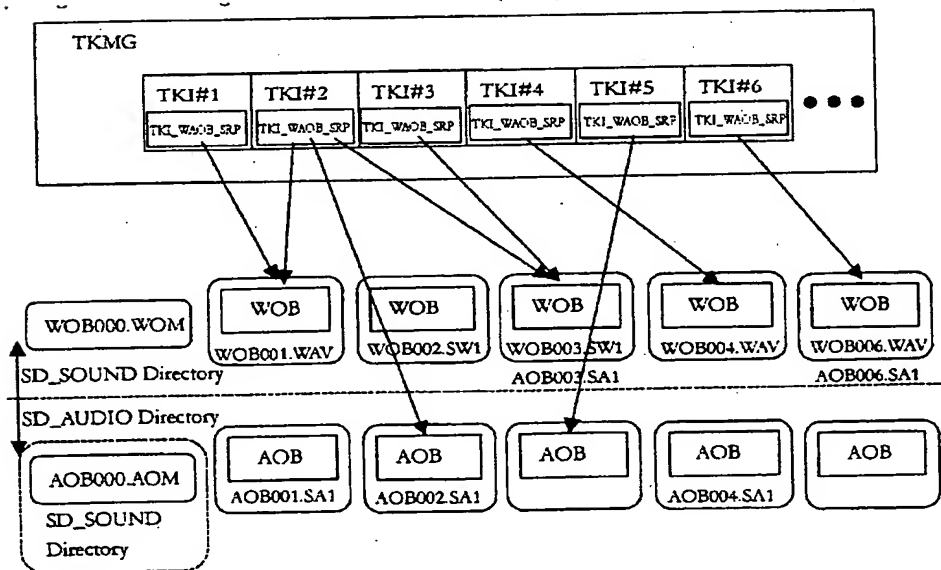 TKMG
TKI#1 TKI#2 TKI#3 TKI#4 TKI#5 TKI#6
TKI_WAOB_SRP TKI_WAOB_SRP TKI_WAOB_SRP TKI_WAOB_SRP TKI_WAOB_SRP TKI_WAOB_SRP
WOB WOB WOB WOB WOB
WOB000.WOM
WOB001.WAV WOB002.SW1 WOB003.SW1 WOB004.WAV WOB006.WAV
SD_SOUND Directory AOB003.SA1 AOB006.SA1
SD_AUDIO Directory
AOB AOB AOB AOB AOB
AOB000.AOM
AOB001.SA1 AOB002.SA1 AOB004.SA1
SD_SOUND
Directory